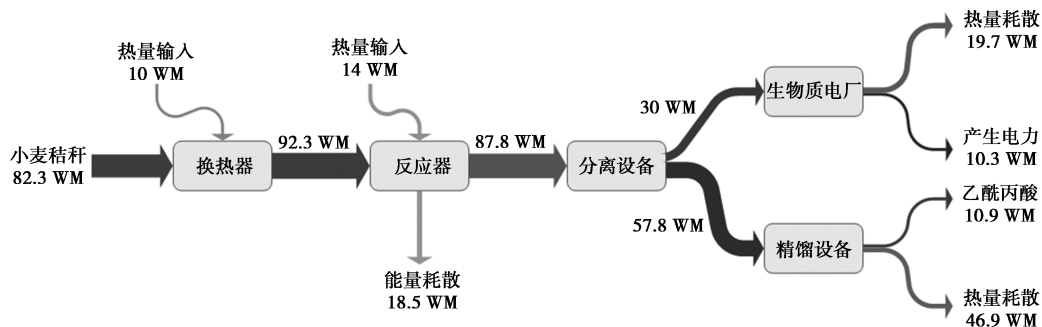 热量输入
10 WM
热量输入
14 WM
热量耗散
19.7 WM
小麦秸秆
82.3 WM
换热器
92.3 WM
反应器
87.8 WM
分离设备
30 WM
生物质电厂
产生电力
10.3 WM
57.8 WM
精馏设备
乙酰丙酸
10.9 WM
能量耗散
18.5 WM
热量耗散
46.9 WM